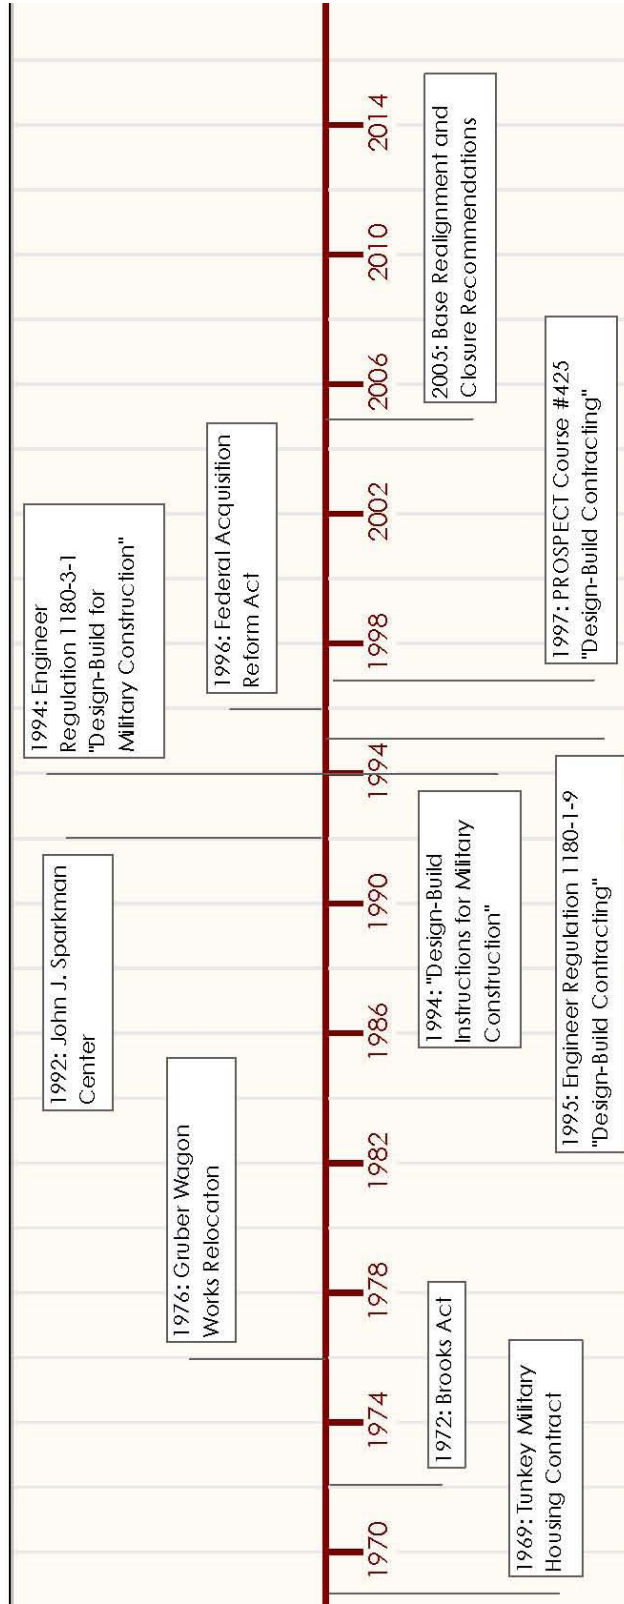 1994: Engineer
Regulation 1180-3-1
"Design-Build for
Military Construction"
1992: John J. Sparkman
Center
1996: Federal Acquisition
Reform Act
1976: Gruber Wagon
Works Relocaton
1970
1974
1978
1982
1986
1990
1994
1998
2002
2006
2010
2014
1972: Brooks Act
1994: "Design-Build
Instructions for Military
Construction"
2005: Base Realignment and
Closure Recommendations
1969: Tunkey Military
Housing Contract
1995: Engineer Regulation 1180-1-9
"Design-Build Contracting"
1997: PROSPECT Course #425
"Design-Build Contracting"